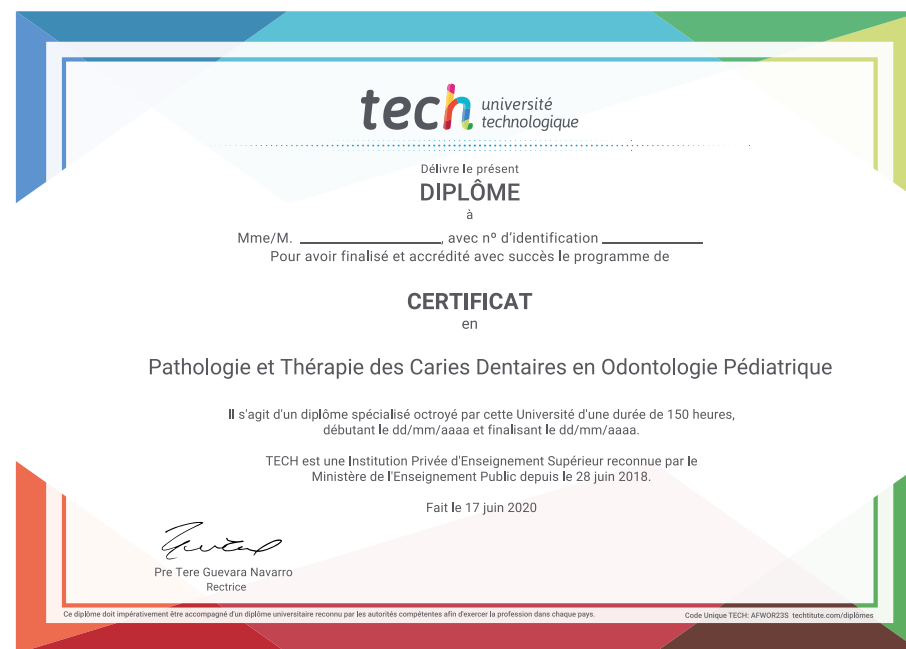 tech université
technologique
Délivre le présent
DIPLÔME
à
Mme/M. ____________________, avec nº d'identification ______________
Pour avoir finalisé et accrédité avec succès le programme de
CERTIFICAT
en
Pathologie et Thérapie des Caries Dentaires en Odontologie Pédiatrique
Il s'agit d'un diplôme spécialisé octroyé par cette Université d'une durée de 150 heures,
débutant le dd/mm/aaaa et finalisant le dd/mm/aaaa.
TECH est une Institution Privée d'Enseignement Supérieur reconnue par le
Ministère de l'Enseignement Public depuis le 28 juin 2018.
Fait le 17 juin 2020
Pre Tere Guevara Navarro
Rectrice
Ce diplôme doit impérativement être accompagné d'un diplôme universitaire reconnu par les autorités compétentes afin d'exercer la profession dans chaque pays.
Code Unique TECH: AFWOR23S techtitute.com/diplômes